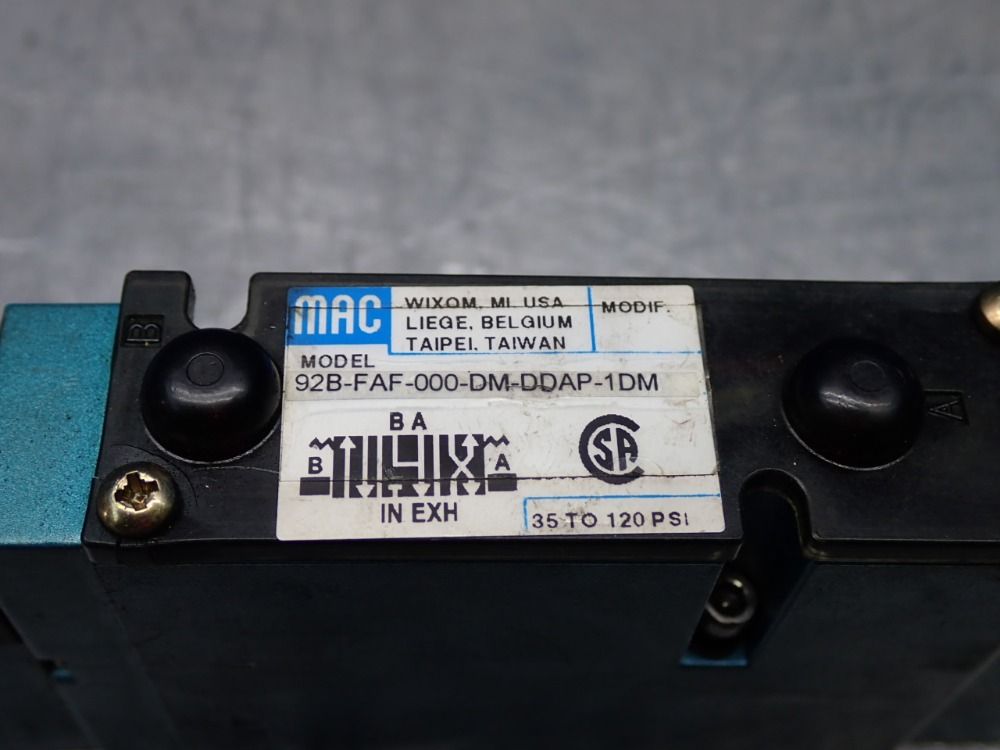 MAC
WIXOM, MI, USA
LIEGE, BELGIUM
TAIPEI, TAIWAN
MODIF.
MODEL
92B-FAF-000-DM-DDAP-1DM
B A
B
A
IN EXH
CSA
35 TO 120 PSI
B
A